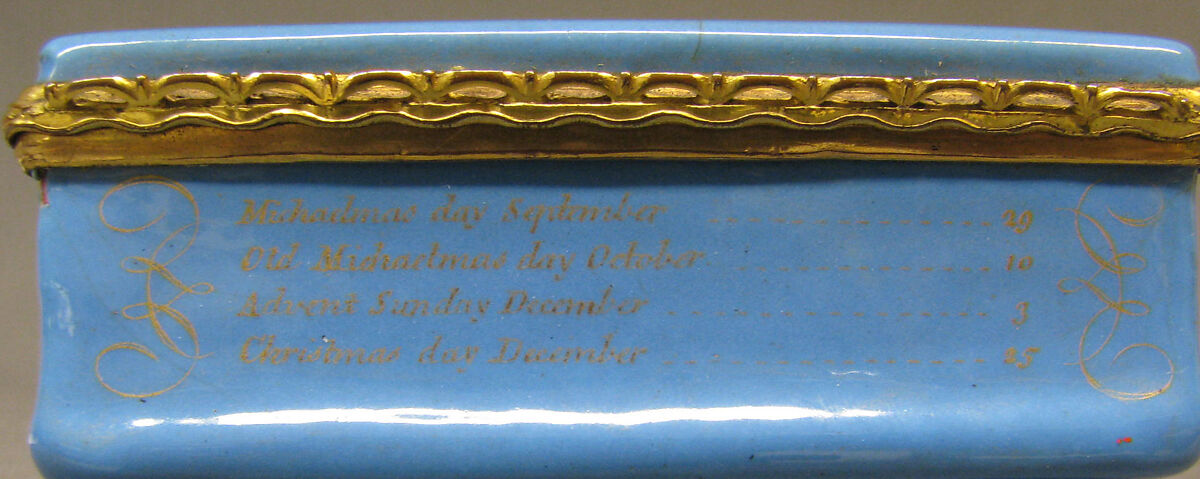 Michaelmas day September ............ 29
Old Michaelmas day October ............ 10
Advent Sunday December ............ 3
Christmas day December ............ 25